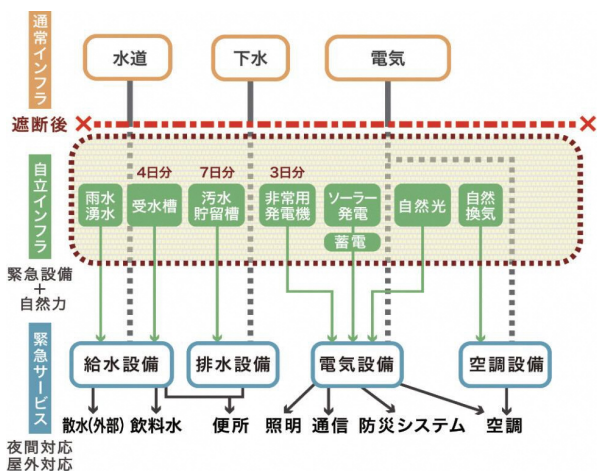 通常インフラ
水道
下水
電気
遮断後
自立インフラ
緊急設備
+
自然力
4日分
7日分
3日分
雨水
湧水
受水槽
汚水
貯留槽
非常用
発電機
ソーラー
発電
蓄電
自然光
自然
換気
緊急サービス
夜間対応
屋外対応
給水設備
排水設備
電気設備
空調設備
散水(外部)
飲料水
便所
照明
通信
防災システム
空調